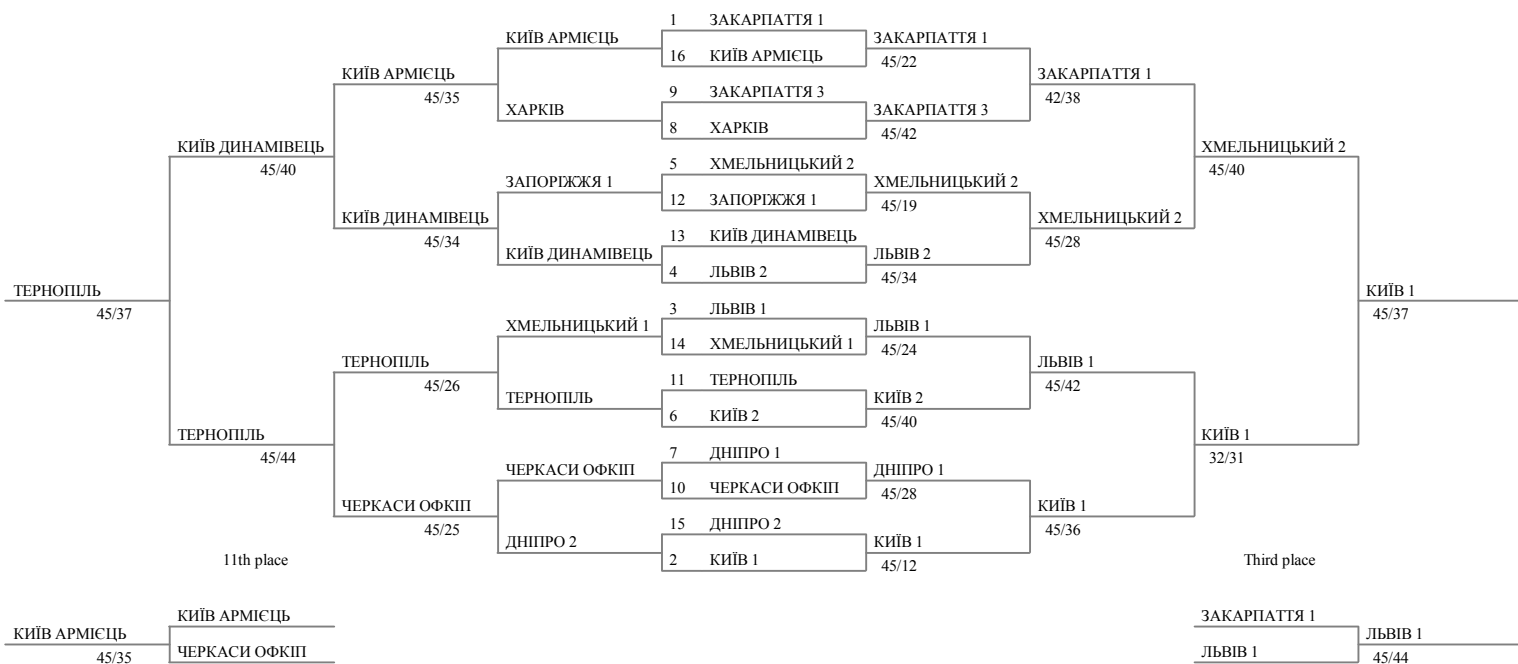 1 ЗАКАРПАТТЯ 1
КИЇВ АРМІЄЦЬ ЗАКАРПАТТЯ 1
16 КИЇВ АРМІЄЦЬ 45/22
КИЇВ АРМІЄЦЬ ЗАКАРПАТТЯ 1
45/35 9 ЗАКАРПАТТЯ 3 42/38
ХАРКІВ ЗАКАРПАТТЯ 3
8 ХАРКІВ 45/42
КИЇВ ДИНАМІВЕЦЬ ХМЕЛЬНИЦЬКИЙ 2
45/40 5 ХМЕЛЬНИЦЬКИЙ 2 45/40
ЗАПОРІЖЖЯ 1 ХМЕЛЬНИЦЬКИЙ 2
12 ЗАПОРІЖЖЯ 1 45/19
КИЇВ ДИНАМІВЕЦЬ ХМЕЛЬНИЦЬКИЙ 2
45/34 13 КИЇВ ДИНАМІВЕЦЬ 45/28
КИЇВ ДИНАМІВЕЦЬ ЛЬВІВ 2
4 ЛЬВІВ 2 45/34
ТЕРНОПІЛЬ КИЇВ 1
45/37 3 ЛЬВІВ 1 45/37
ХМЕЛЬНИЦЬКИЙ 1 ЛЬВІВ 1
14 ХМЕЛЬНИЦЬКИЙ 1 45/24
ТЕРНОПІЛЬ ЛЬВІВ 1
45/26 11 ТЕРНОПІЛЬ 45/42
ТЕРНОПІЛЬ КИЇВ 2
6 КИЇВ 2 45/40
ТЕРНОПІЛЬ КИЇВ 1
45/44 7 ДНІПРО 1 32/31
ЧЕРКАСИ ОФКІП ДНІПРО 1
10 ЧЕРКАСИ ОФКІП 45/28
ЧЕРКАСИ ОФКІП КИЇВ 1
45/25 15 ДНІПРО 2 45/36
ДНІПРО 2 КИЇВ 1
11th place 2 КИЇВ 1 45/12 Third place
КИЇВ АРМІЄЦЬ ЗАКАРПАТТЯ 1
КИЇВ АРМІЄЦЬ ЛЬВІВ 1
45/35 ЧЕРКАСИ ОФКІП ЛЬВІВ 1 45/44